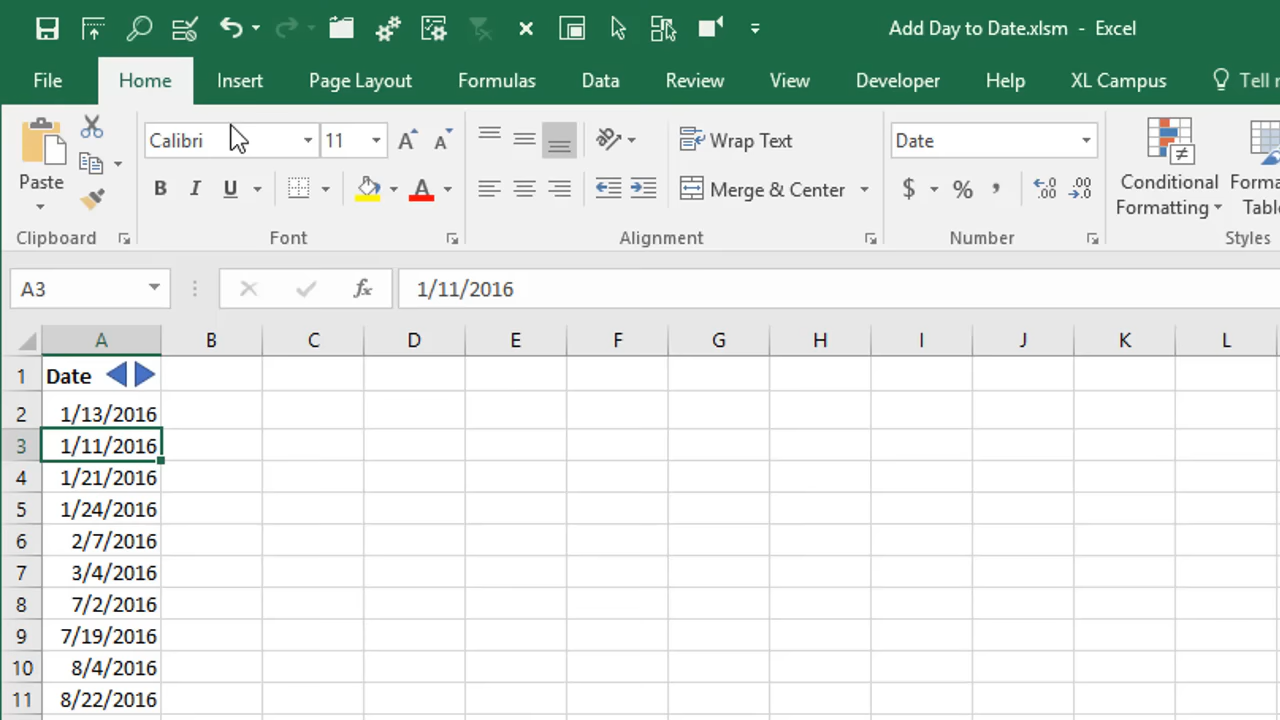 Add Day to Date.xlsm - Excel
File Home Insert Page Layout Formulas Data Review View Developer Help XL Campus Tell
Calibri 11 Wrap Text Date
Paste B I U A Merge & Center $ % , Conditional Formatting
Clipboard Font Alignment Number Styles
A3 fx 1/11/2016
A B C D E F G H I J K L
1 Date
2 1/13/2016
3 1/11/2016
4 1/21/2016
5 1/24/2016
6 2/7/2016
7 3/4/2016
8 7/2/2016
9 7/19/2016
10 8/4/2016
11 8/22/2016